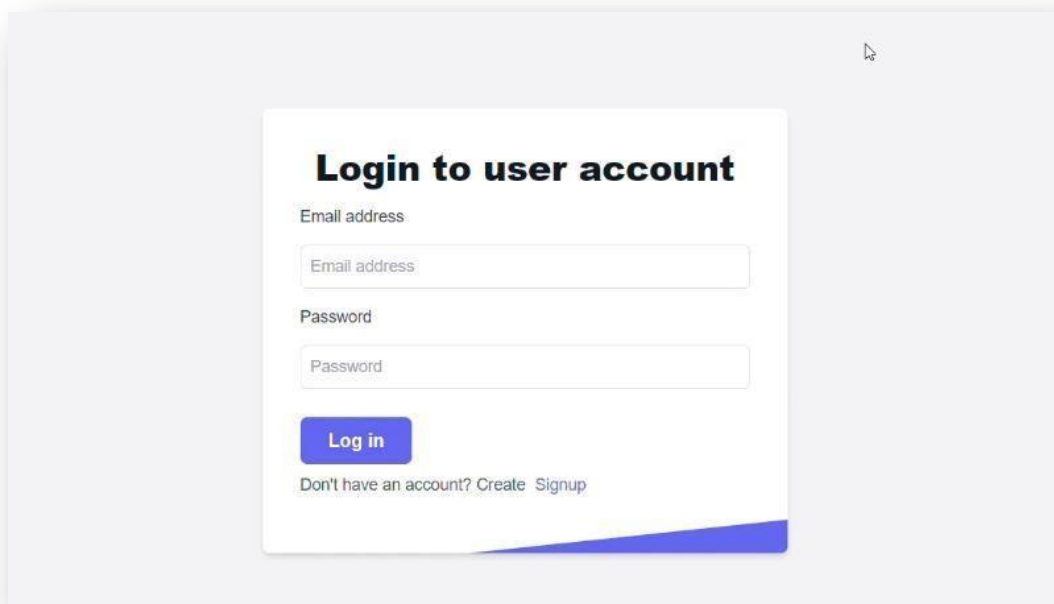 Login to user account
Email address
Email address
Password
Password
Log in
Don't have an account? Create Signup